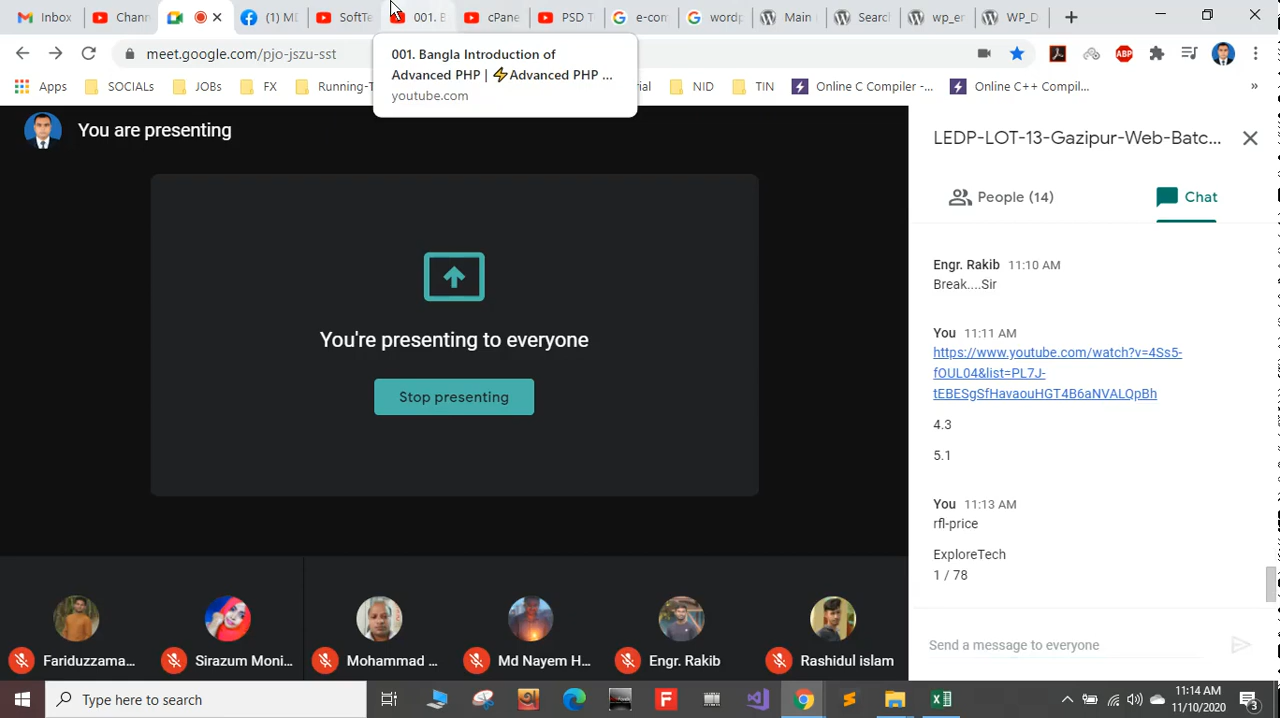 Inbox
Chann
(1) M
SoftTe
001. B
cPane
PSD T
e-com
wordp
Main
Search
wp_er
WP_D
meet.google.com/pjo-jszu-sst
001. Bangla Introduction of
Advanced PHP | ⚡Advanced PHP ...
youtube.com
Apps
SOCIALs
JOBs
FX
Running-T
ial
NID
TIN
Online C Compiler -...
Online C++ Compil...
»
ABP
You are presenting
You're presenting to everyone
Stop presenting
LEDP-LOT-13-Gazipur-Web-Batc...
People (14)
Chat
Engr. Rakib 11:10 AM
Break....Sir
You 11:11 AM
https://www.youtube.com/watch?v=4Ss5-
fOUL04&list=PL7J-
tEBESgSfHavaouHGT4B6aNVALQpBh
4.3
5.1
You 11:13 AM
rfl-price
ExploreTech
1 / 78
Send a message to everyone
Fariduzzama...
Sirazum Moni...
Mohammad ...
Md Nayem H...
Engr. Rakib
Rashidul islam
Type here to search
11:14 AM
11/10/2020
3